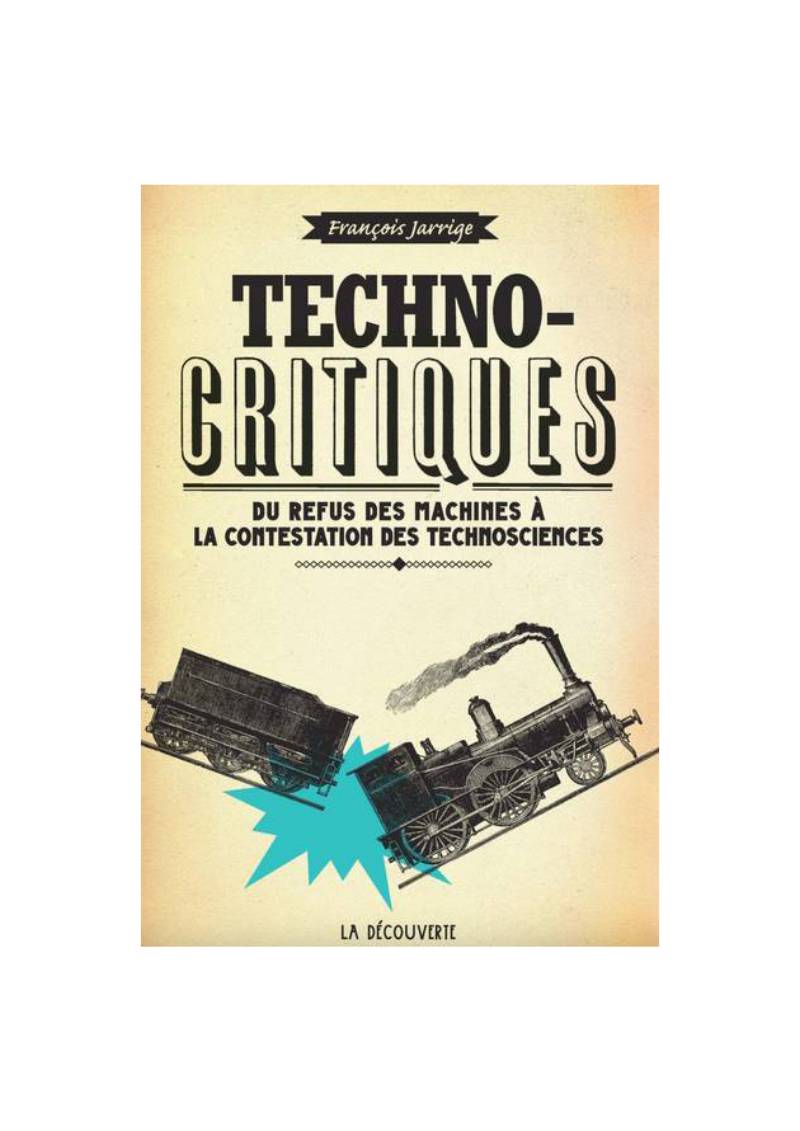 François Jarrige
TECHNO-
CRITIQUES
DU REFUS DES MACHINES À
LA CONTESTATION DES TECHNOSCIENCES
LA DÉCOUVERTE